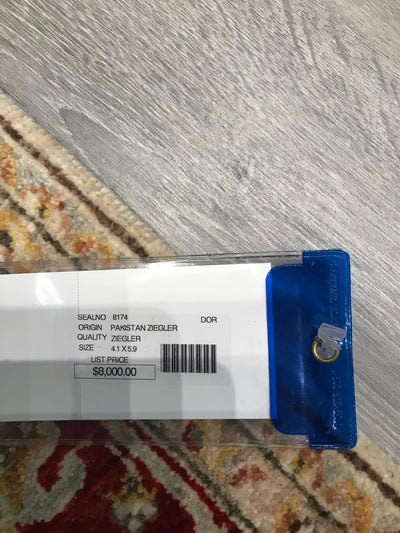 SEALNO 8174 DOR
ORIGIN PAKISTAN ZIEGLER
QUALITY ZIEGLER
SIZE 4.1 X 5.9
LIST PRICE
$8,000.00